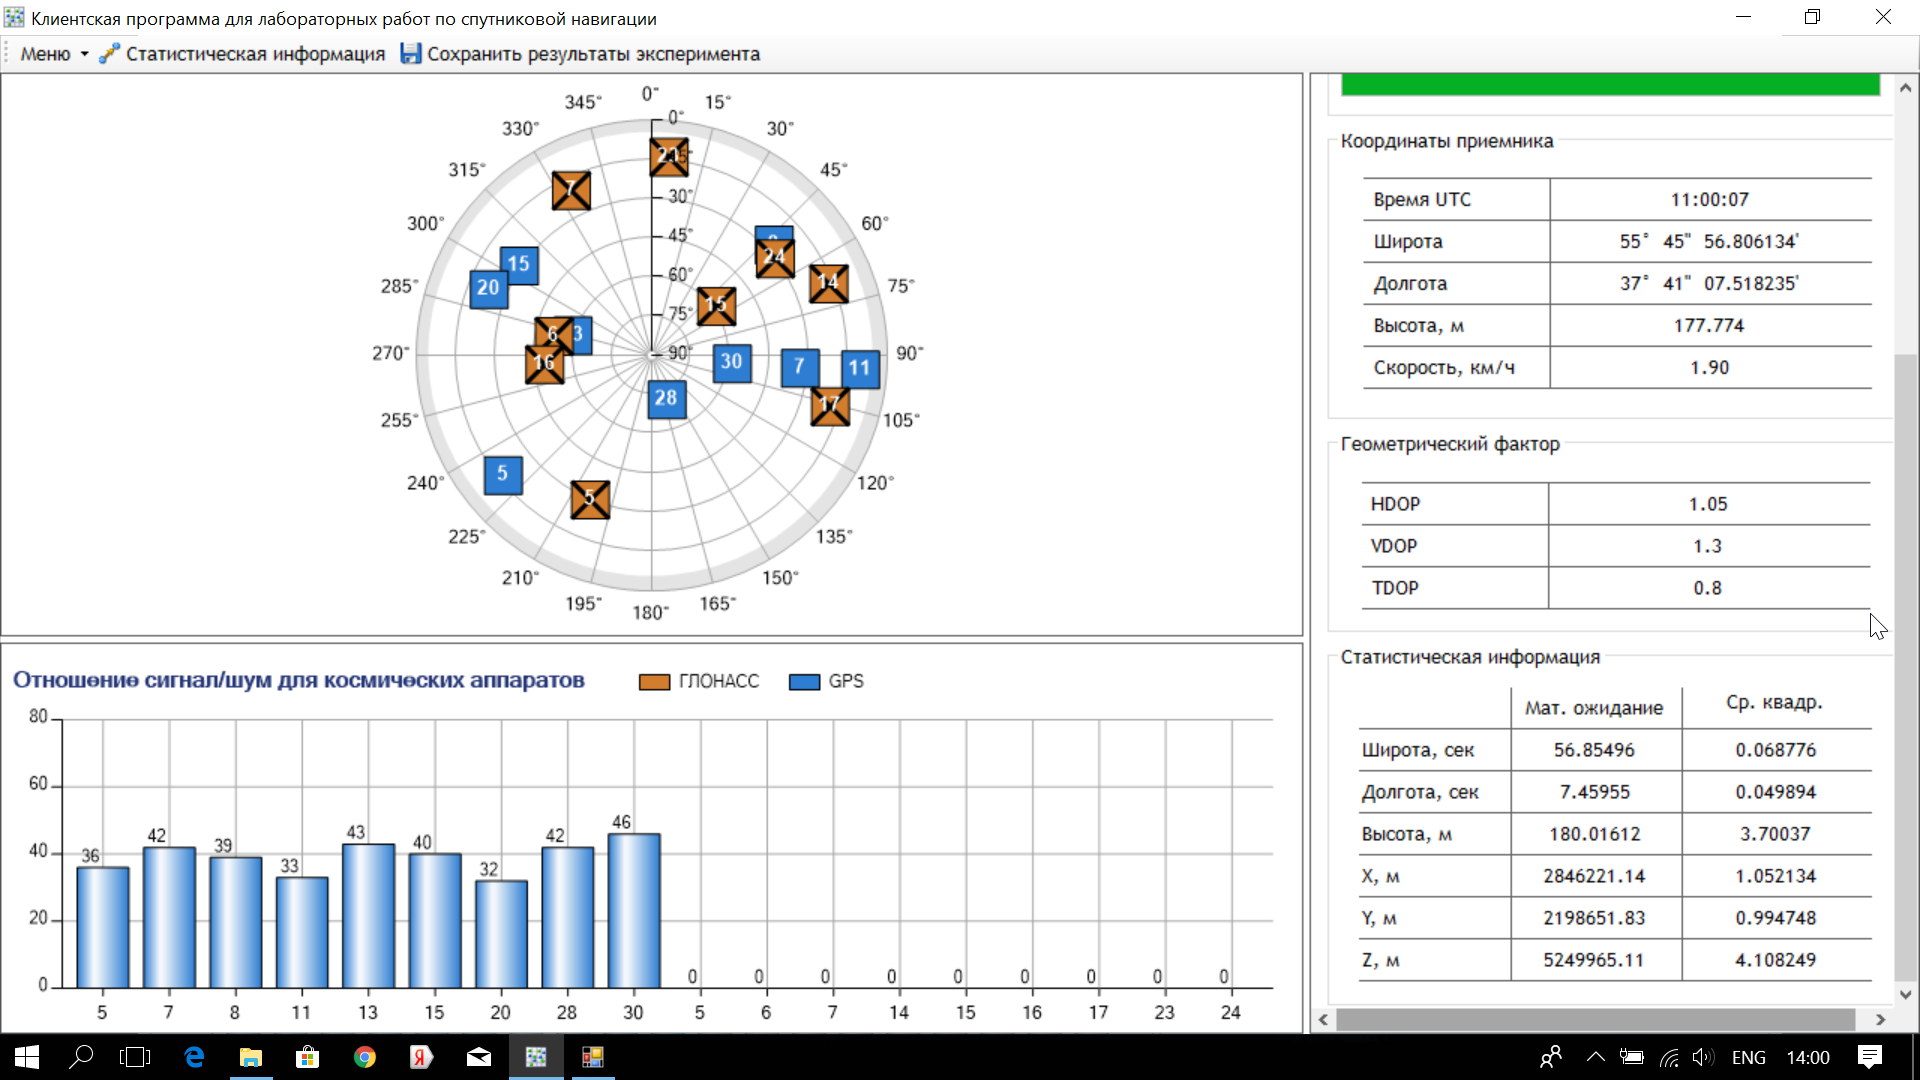 Клиентская программа для лабораторных работ по спутниковой навигации
Меню Статистическая информация Сохранить результаты эксперимента
0°
345° 15°
330° 30°
315° 45°
300° 60°
285° 75°
270° 90°
255° 105°
240° 120°
225° 135°
210° 150°
195° 165°
180°
0°
30°
45°
60°
75°
90°
7
24
15
14
20
15
6
3
16
30
7
11
28
17
5
5
Отношение сигнал/шум для космических аппаратов ГЛОНАСС GPS
80
60
40
20
0
36 42 39 33 43 40 32 42 46 0 0 0 0 0 0 0 0 0
5 7 8 11 13 15 20 28 30 5 6 7 14 15 16 17 23 24
Координаты приемника
Время UTC 11:00:07
Широта 55° 45" 56.806134'
Долгота 37° 41" 07.518235'
Высота, м 177.774
Скорость, км/ч 1.90
Геометрический фактор
HDOP 1.05
VDOP 1.3
TDOP 0.8
Статистическая информация
Мат. ожидание Ср. квадр.
Широта, сек 56.85496 0.068776
Долгота, сек 7.45955 0.049894
Высота, м 180.01612 3.70037
X, м 2846221.14 1.052134
Y, м 2198651.83 0.994748
Z, м 5249965.11 4.108249
ENG 14:00